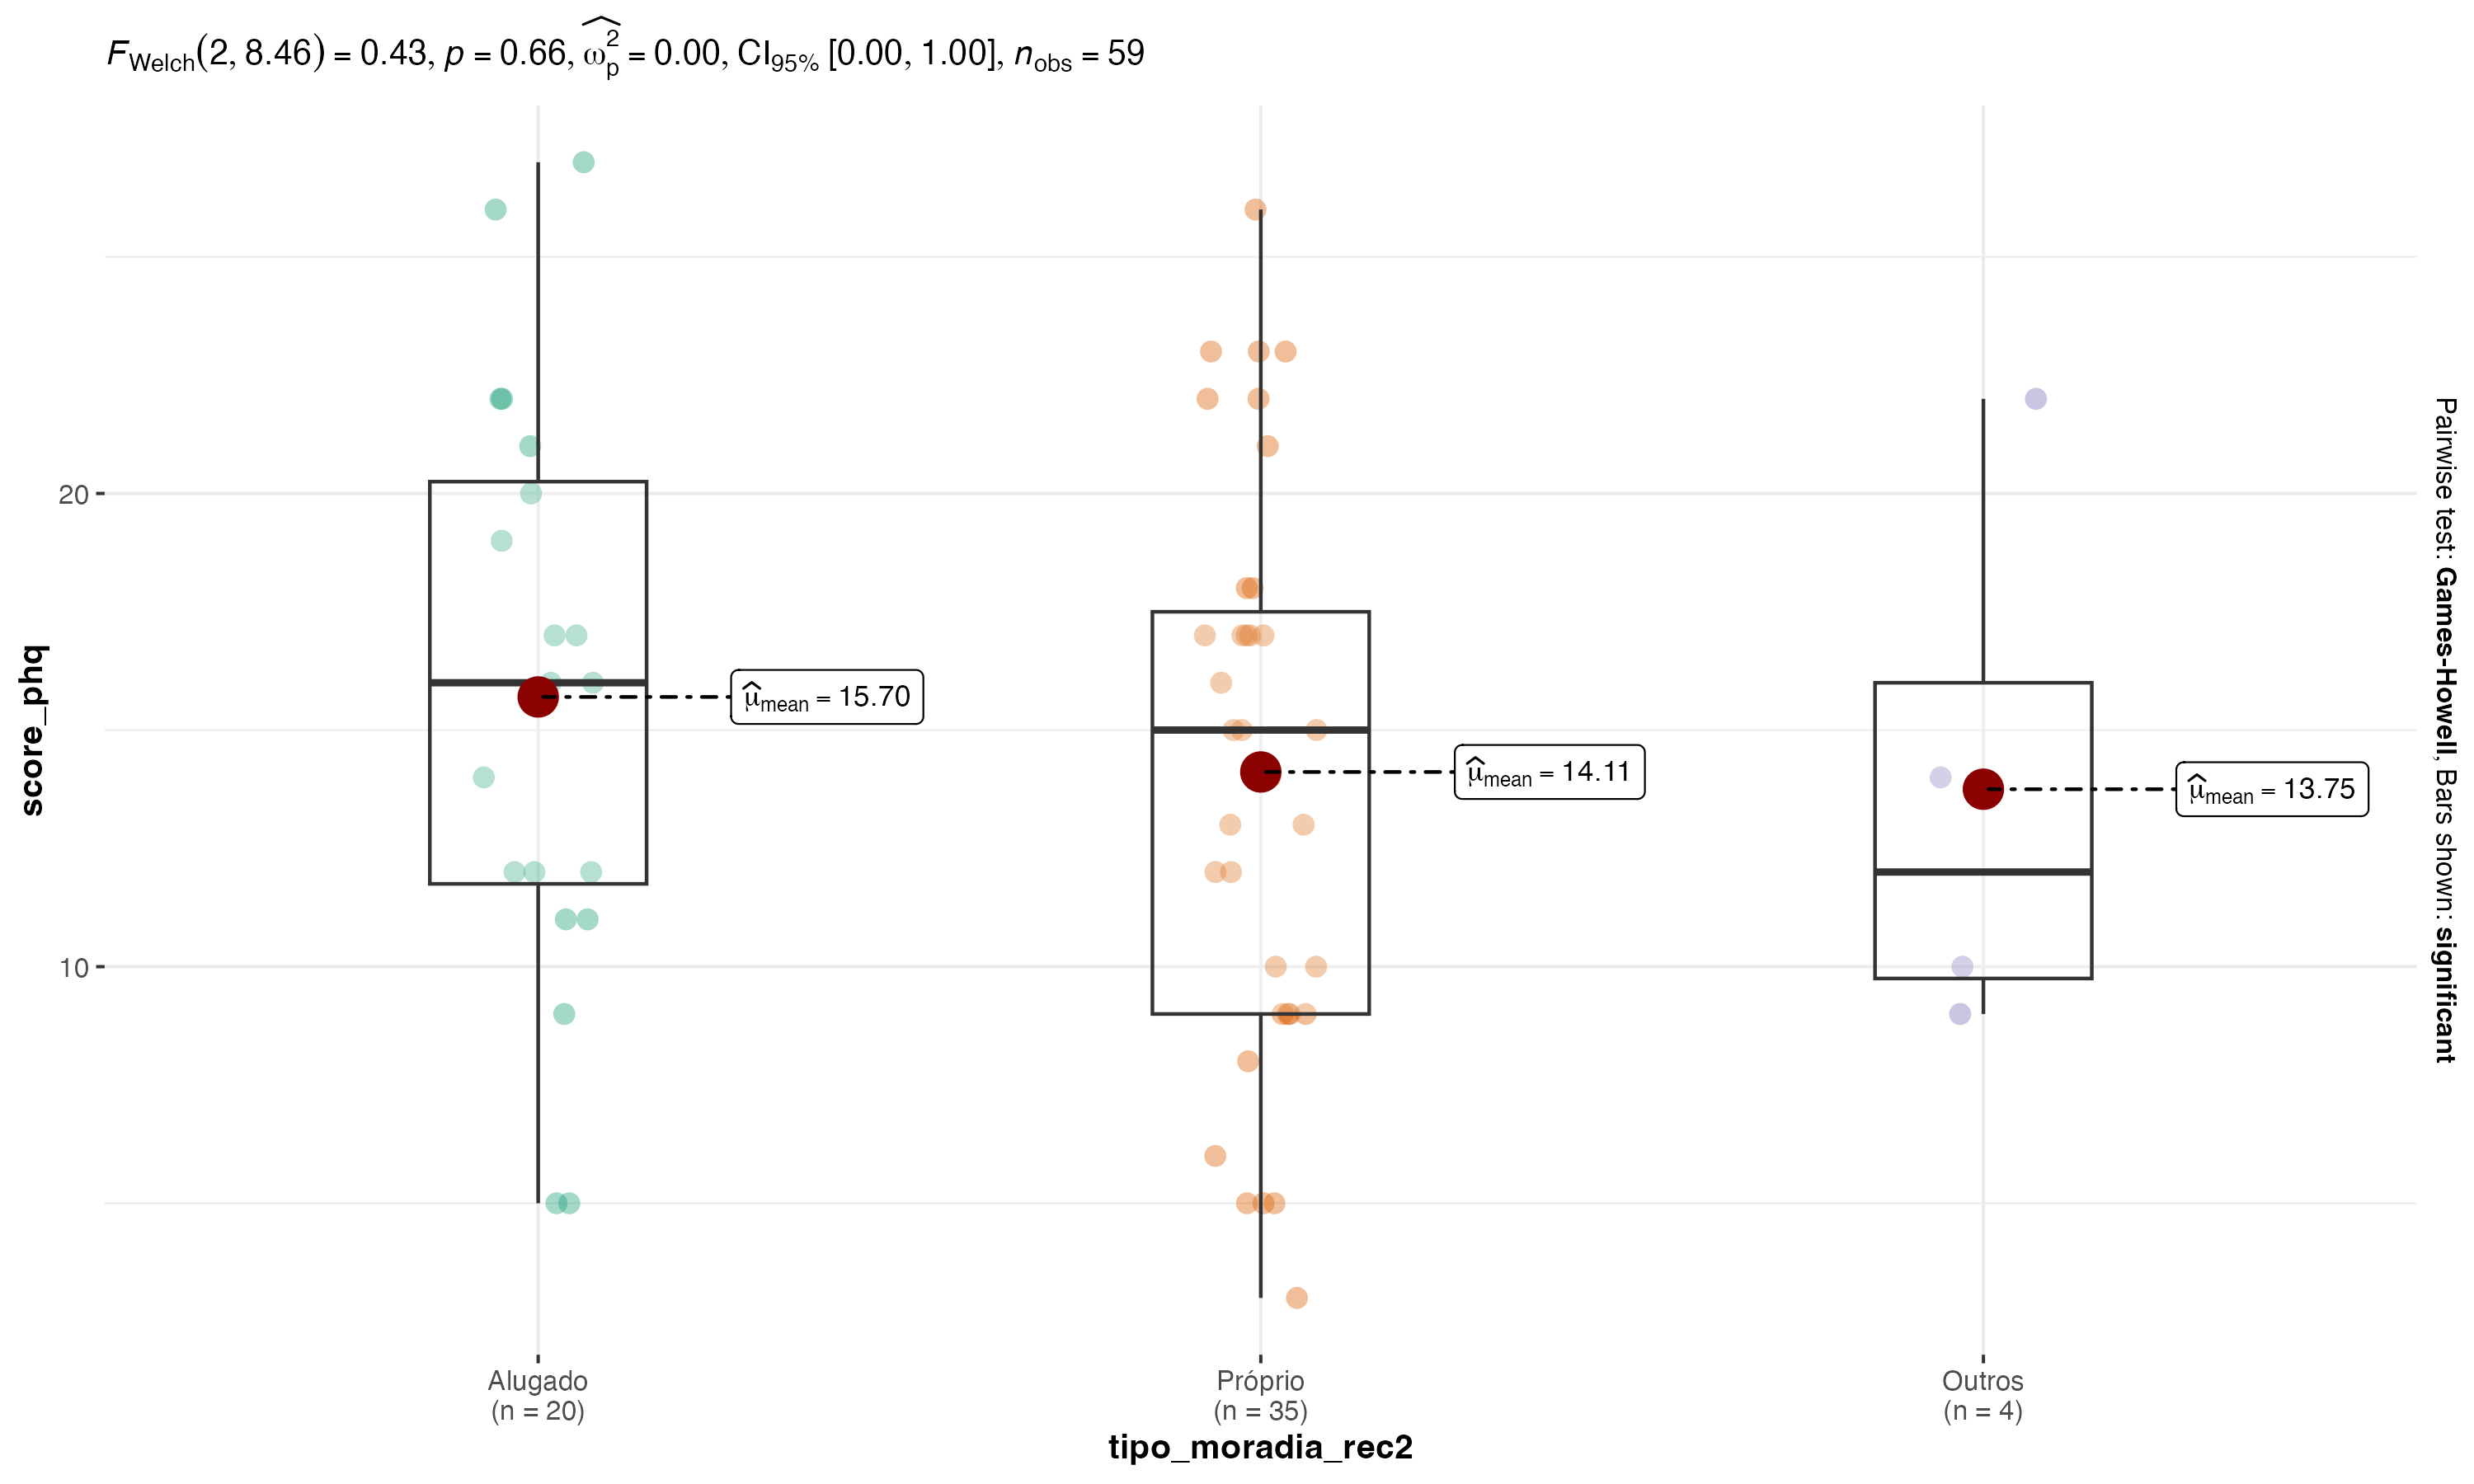 F_Welch(2, 8.46) = 0.43, p = 0.66, ω̂²_p = 0.00, CI_95% [0.00, 1.00], n_obs = 59
score_puq
20
10
μ̂_mean = 15.70
μ̂_mean = 14.11
μ̂_mean = 13.75
Pairwise test: Games-Howell, Bars shown: significant
Alugado
(n = 20)
Próprio
(n = 35)
Outros
(n = 4)
tipo_moradia_rec2